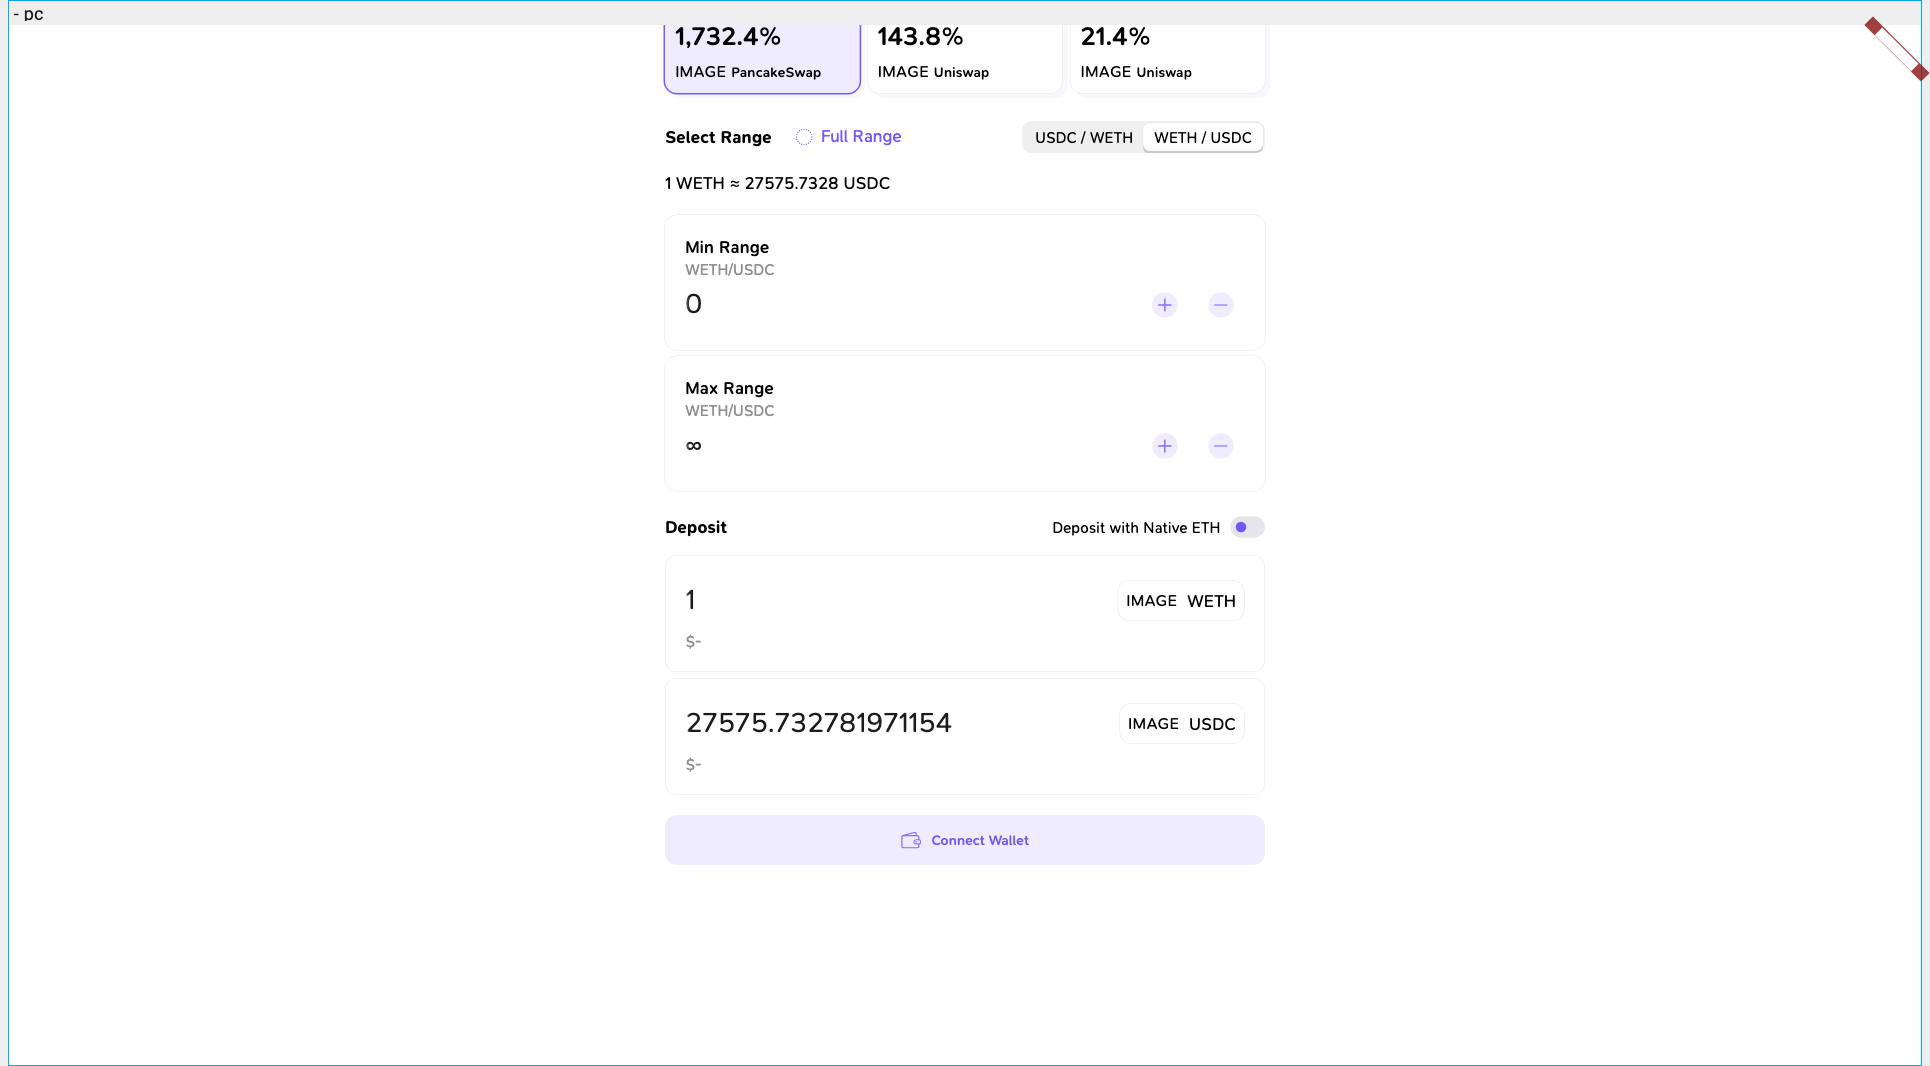 - pc
1,732.4% 143.8% 21.4%
IMAGE PancakeSwap IMAGE Uniswap IMAGE Uniswap
Select Range Full Range USDC / WETH WETH / USDC
1 WETH ≈ 27575.7328 USDC
Min Range
WETH/USDC
0
Max Range
WETH/USDC
∞
Deposit Deposit with Native ETH
1 IMAGE WETH
$-
27575.732781971154 IMAGE USDC
$-
Connect Wallet